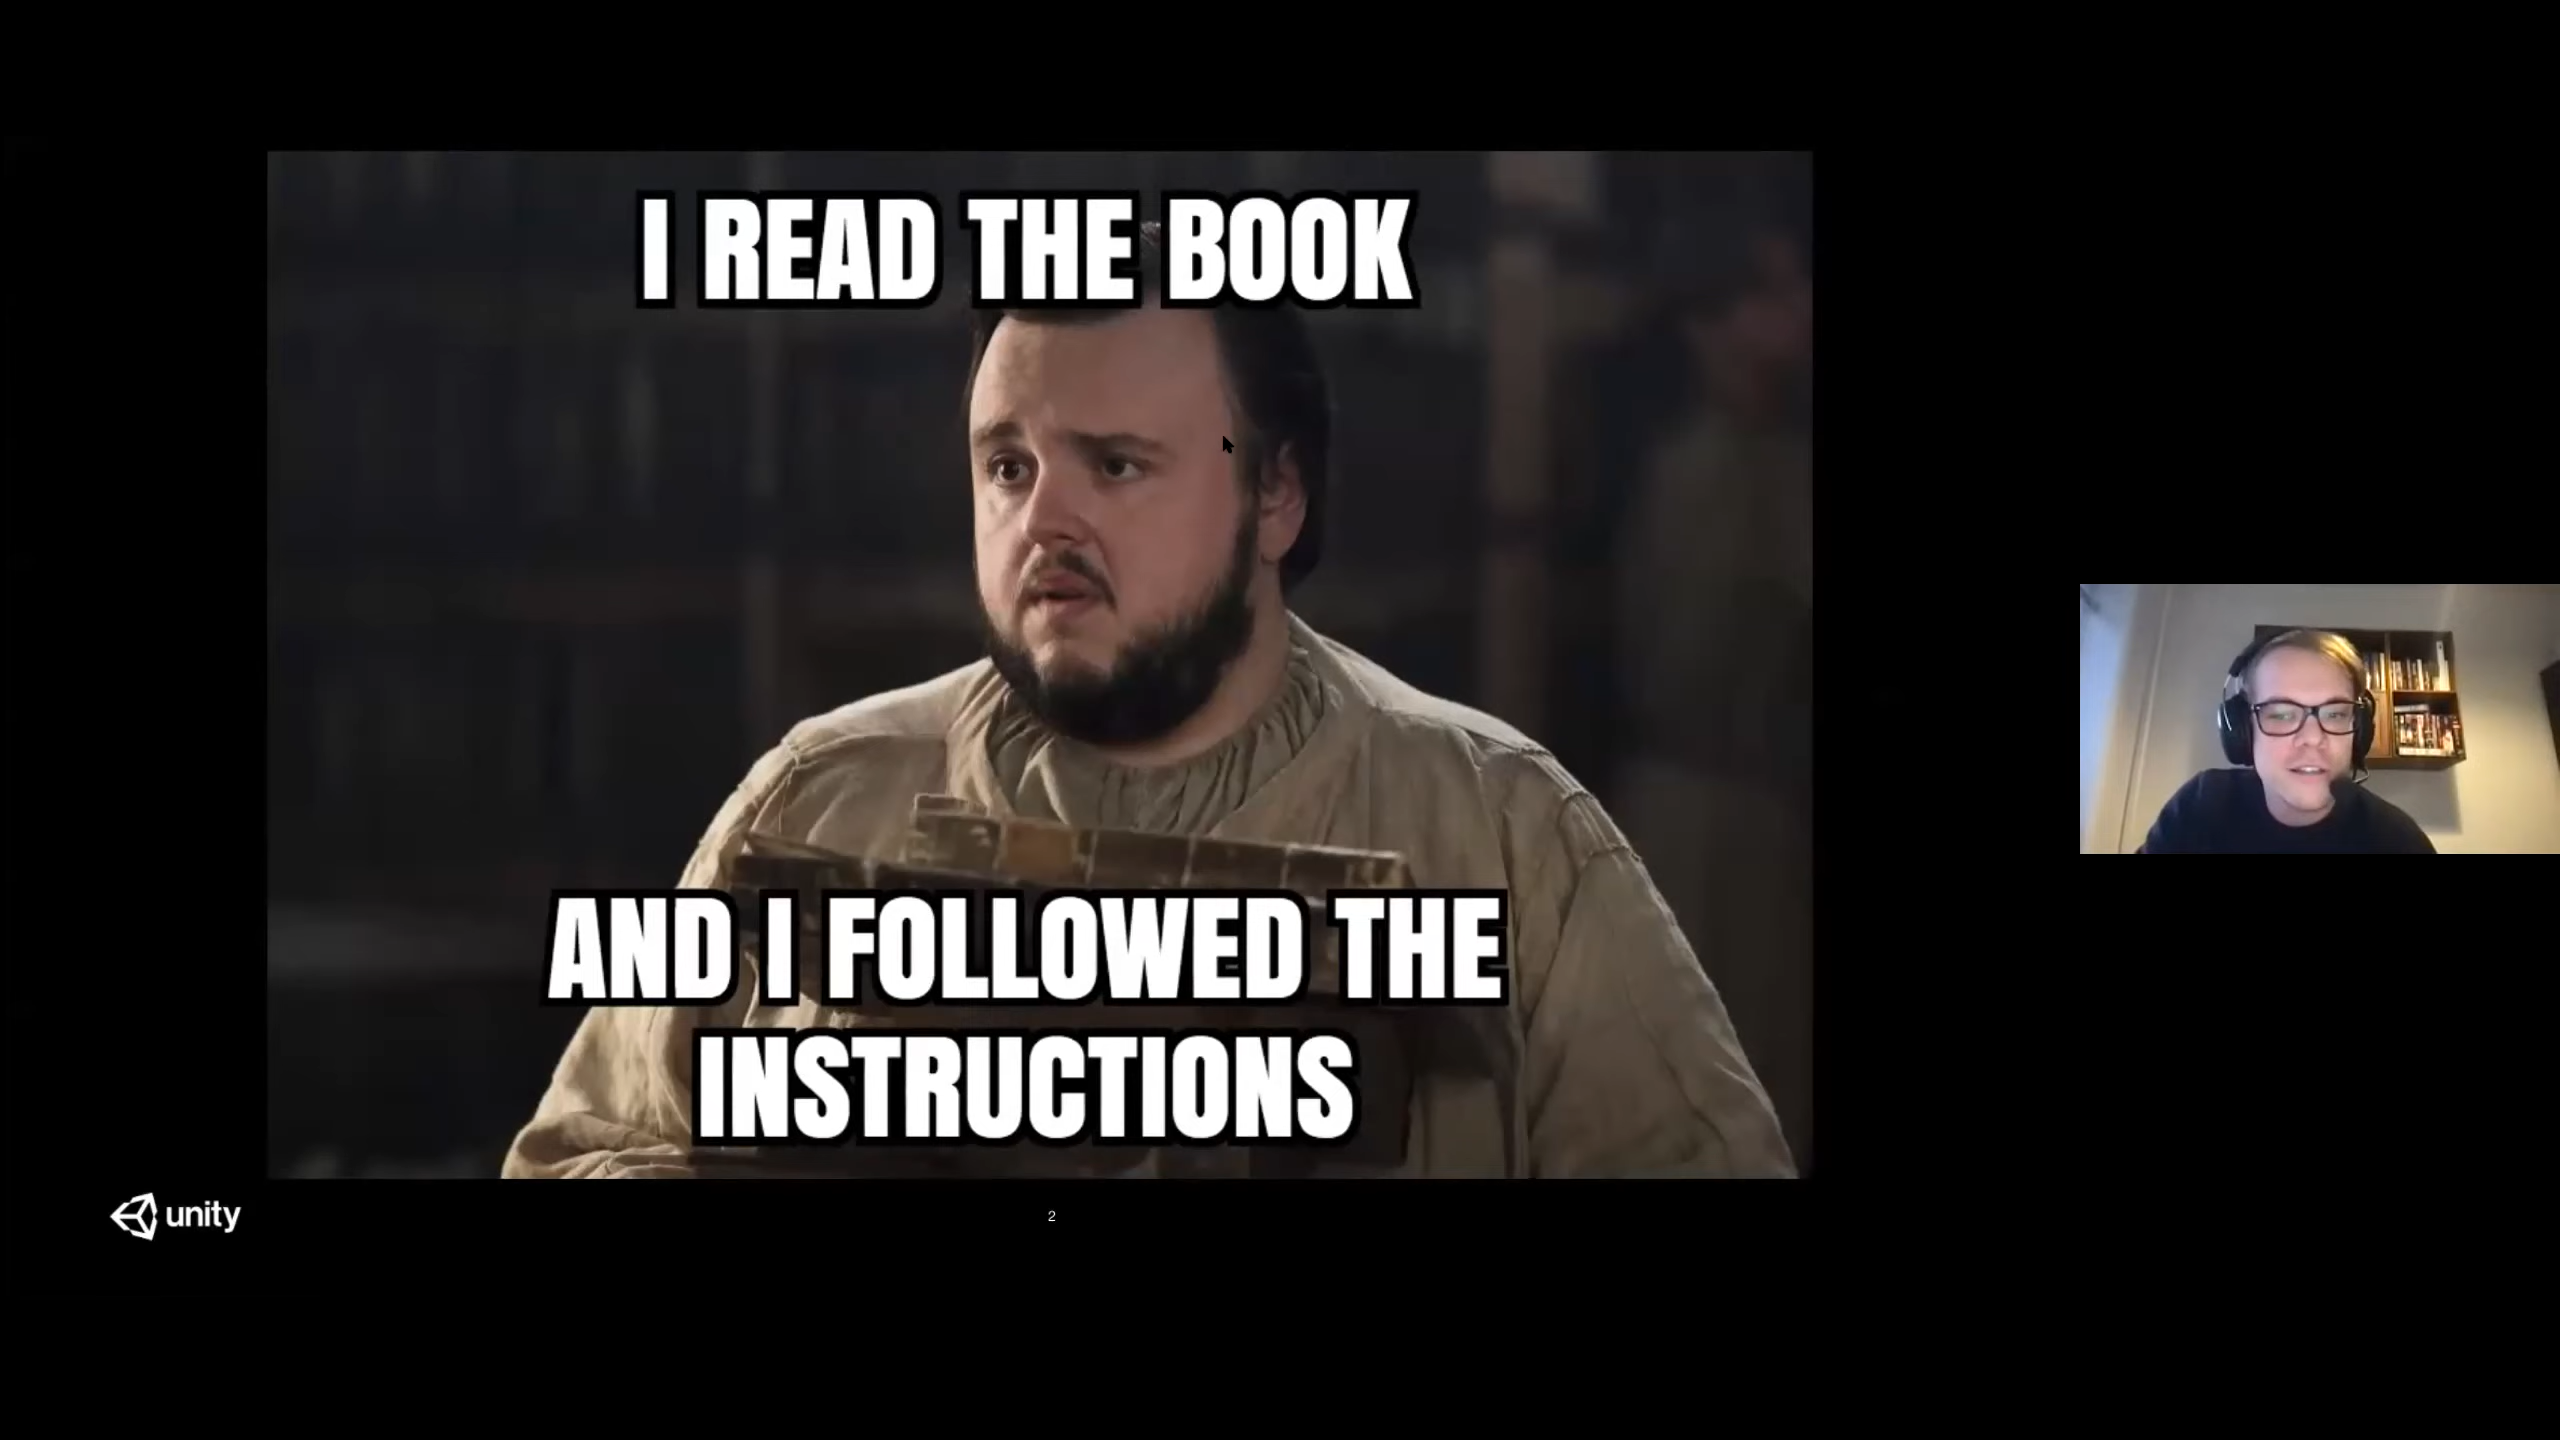 I READ THE BOOK
AND I FOLLOWED THE
INSTRUCTIONS
unity
2